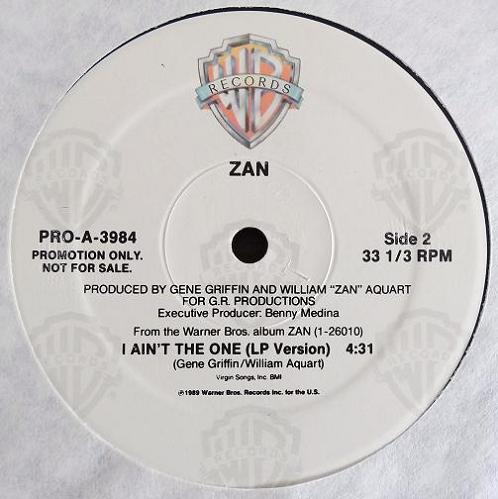 WB
RECORDS
ZAN
PRO-A-3984
PROMOTION ONLY.
NOT FOR SALE.
Side 2
33 1/3 RPM
PRODUCED BY GENE GRIFFIN AND WILLIAM "ZAN" AQUART
FOR G.R. PRODUCTIONS
Executive Producer: Benny Medina
From the Warner Bros. album ZAN (1-26010)
I AIN'T THE ONE (LP Version) 4:31
(Gene Griffin/William Aquart)
Virgin Songs, Inc. BMI
©1989 Warner Bros. Records Inc. for the U.S.